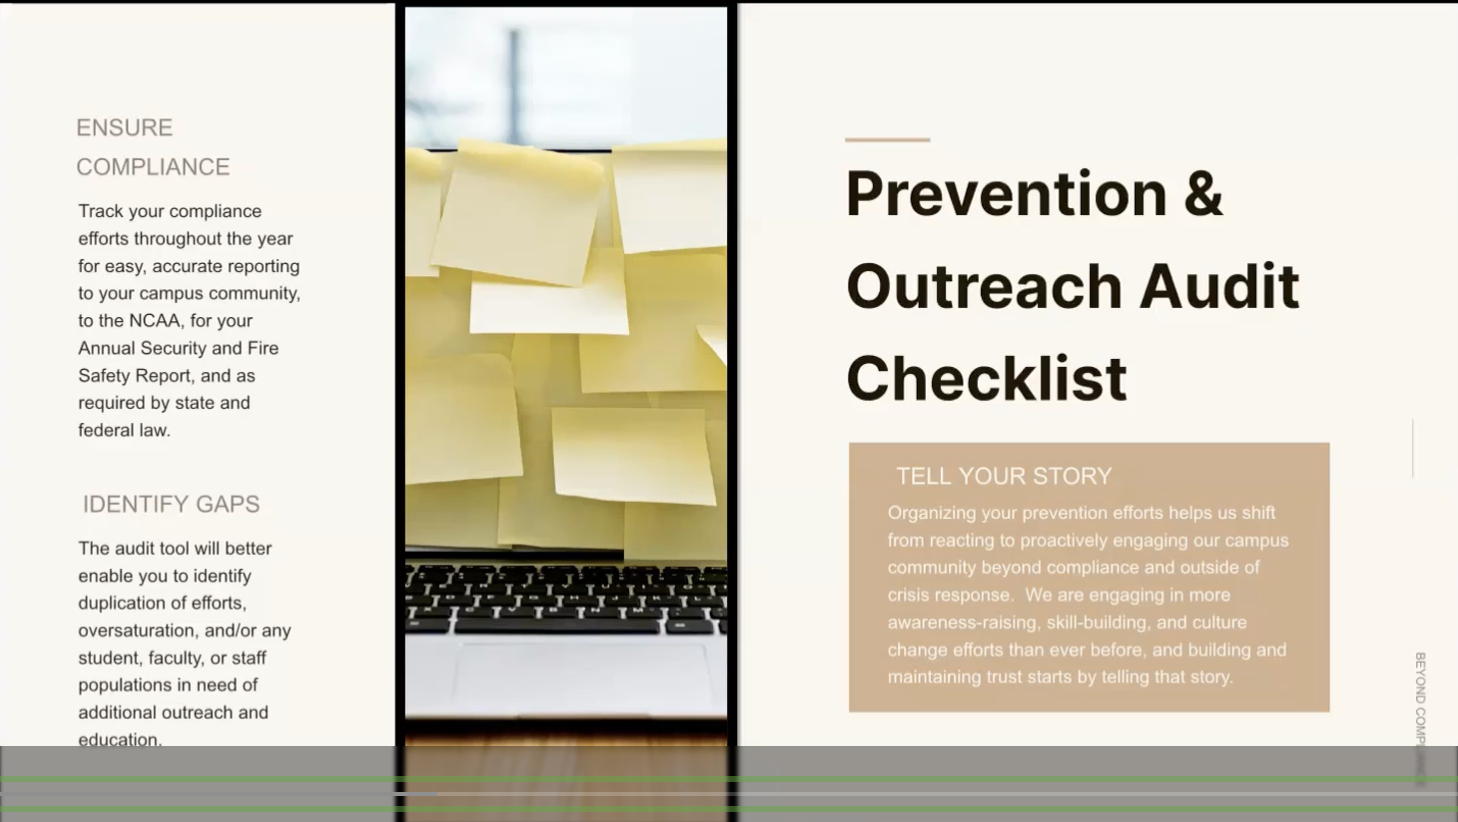 ENSURE
COMPLIANCE
Track your compliance
efforts throughout the year
for easy, accurate reporting
to your campus community,
to the NCAA, for your
Annual Security and Fire
Safety Report, and as
required by state and
federal law.
IDENTIFY GAPS
The audit tool will better
enable you to identify
duplication of efforts,
oversaturation, and/or any
student, faculty, or staff
populations in need of
additional outreach and
education.
Prevention &
Outreach Audit
Checklist
TELL YOUR STORY
Organizing your prevention efforts helps us shift
from reacting to proactively engaging our campus
community beyond compliance and outside of
crisis response.  We are engaging in more
awareness-raising, skill-building, and culture
change efforts than ever before, and building and
maintaining trust starts by telling that story.
BEYOND